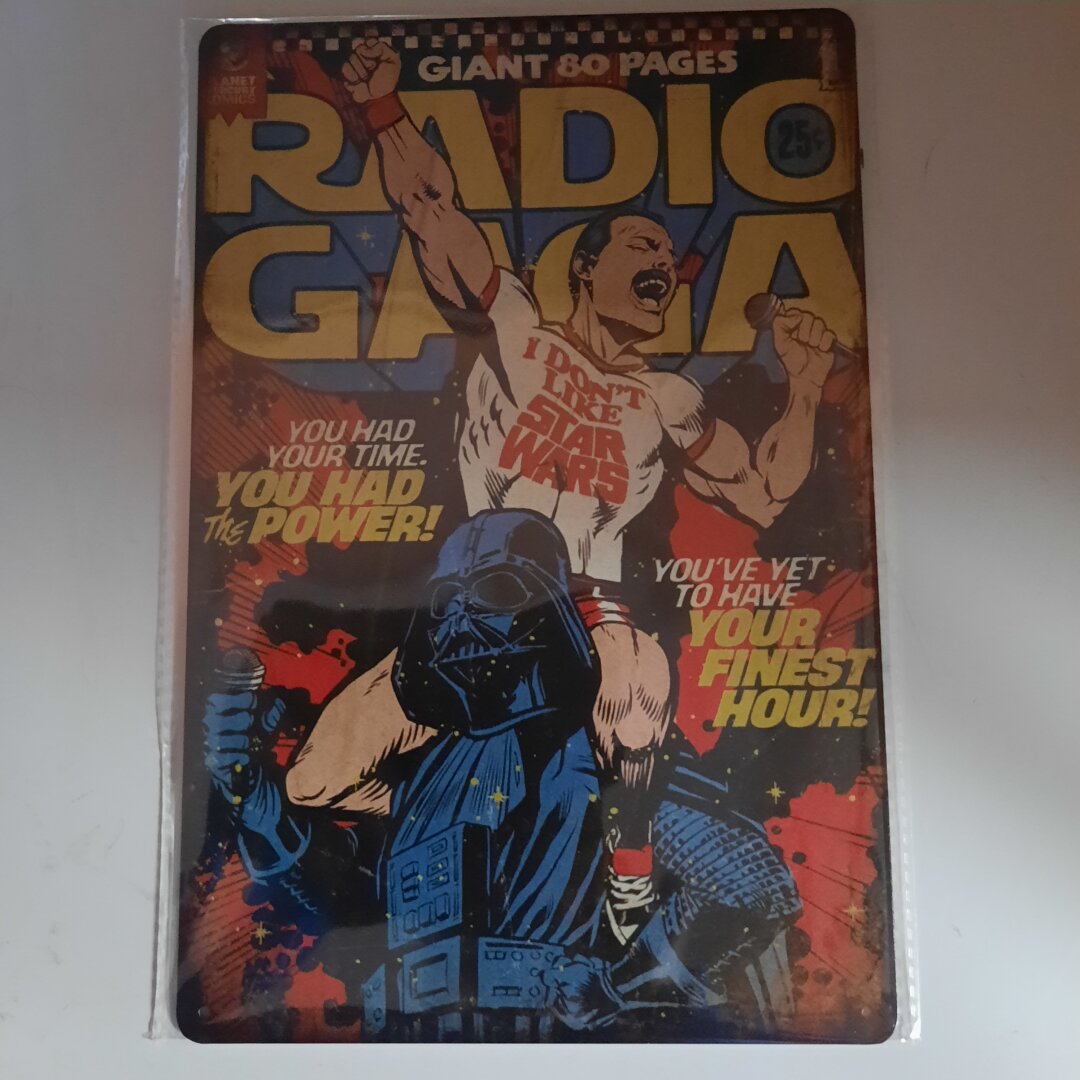 GIANT 80 PAGES
RADIO
25¢
GAGA
I DON'T
LIKE
STAR
WARS
YOU HAD
YOUR TIME.
YOU HAD
THE POWER!
YOU'VE YET
TO HAVE
YOUR
FINEST
HOUR!